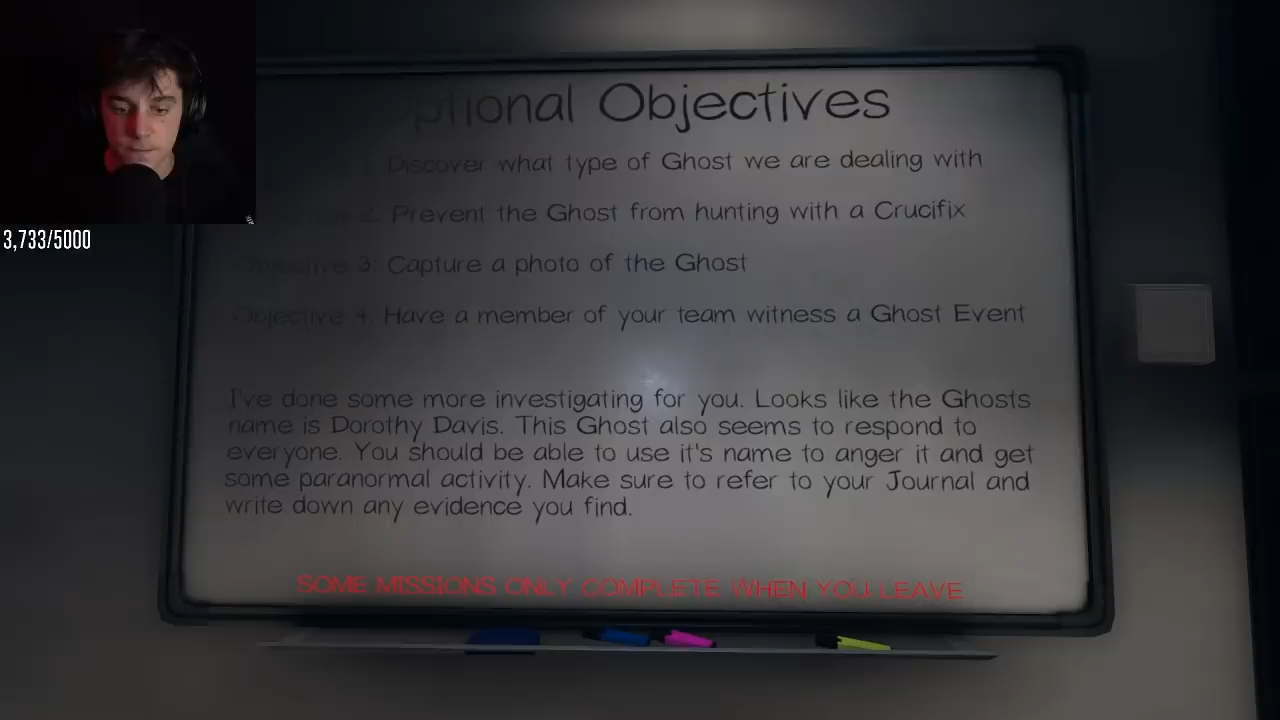 Optional Objectives
1. Discover what type of Ghost we are dealing with
2. Prevent the Ghost from hunting with a Crucifix
3,733/5000
Objective 3: Capture a photo of the Ghost
Objective 4: Have a member of your team witness a Ghost Event
I've done some more investigating for you. Looks like the Ghosts
name is Dorothy Davis. This Ghost also seems to respond to
everyone. You should be able to use it's name to anger it and get
some paranormal activity. Make sure to refer to your Journal and
write down any evidence you find.
SOME MISSIONS ONLY COMPLETE WHEN YOU LEAVE